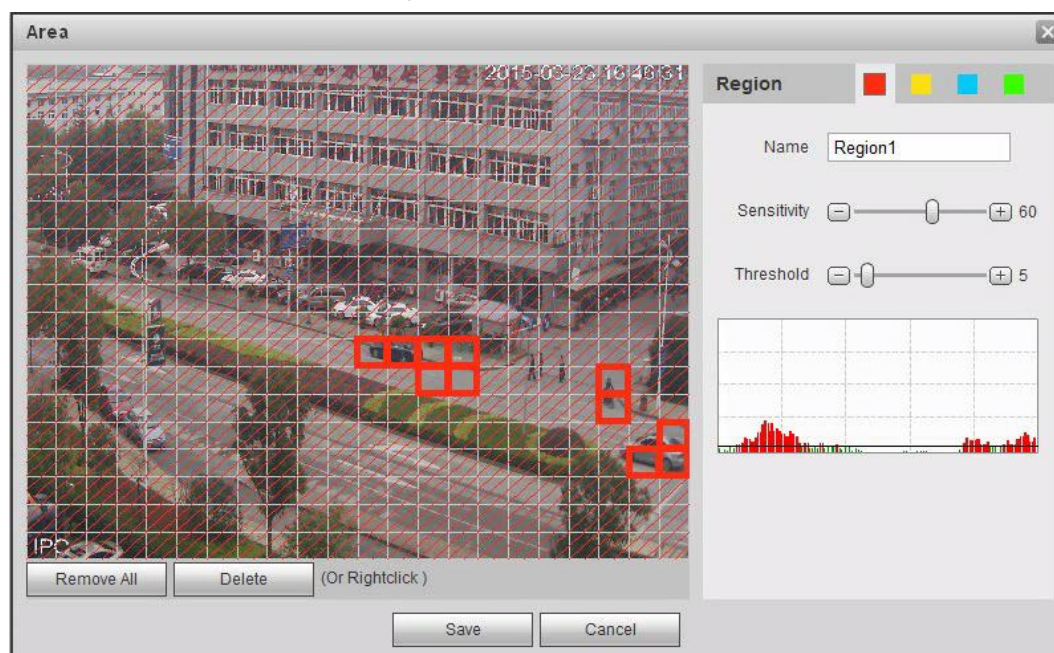 Area
2015-03-23 16:46:31
IPC
Region
Name Region1
Sensitivity 60
Threshold 5
Remove All Delete (Or Rightclick )
Save Cancel